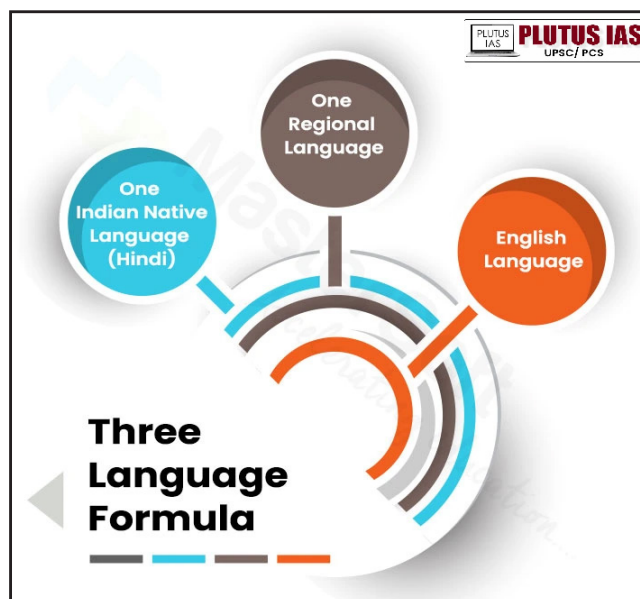 PLUTUS
IAS
PLUTUS IAS
UPSC/ PCS
One
Regional
Language
One
Indian Native
Language
(Hindi)
English
Language
Three
Language
Formula